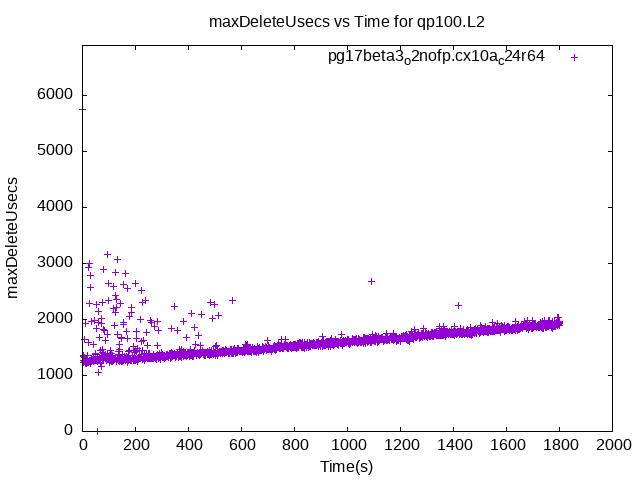 maxDeleteUsecs vs Time for qp100.L2
pg17beta3o2nofp.cx10ac24r64
6000
5000
4000
3000
2000
1000
0
maxDeleteUsecs
0 200 400 600 800 1000 1200 1400 1600 1800 2000
Time(s)